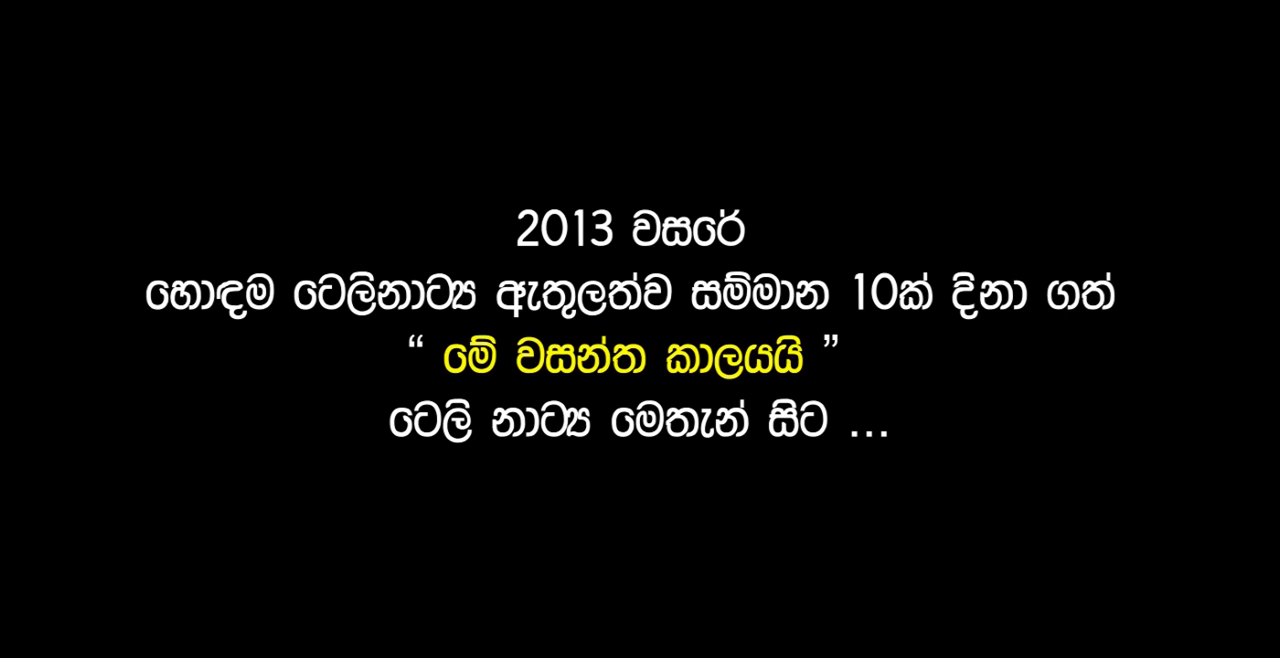 2013 වසරේ
හොඳම ටෙලිනාට්‍ය ඇතුලත්ව සම්මාන 10ක් දිනා ගත්
“ මේ වසන්ත කාලයයි ”
ටෙලි නාට්‍ය මෙතැන් සිට ...